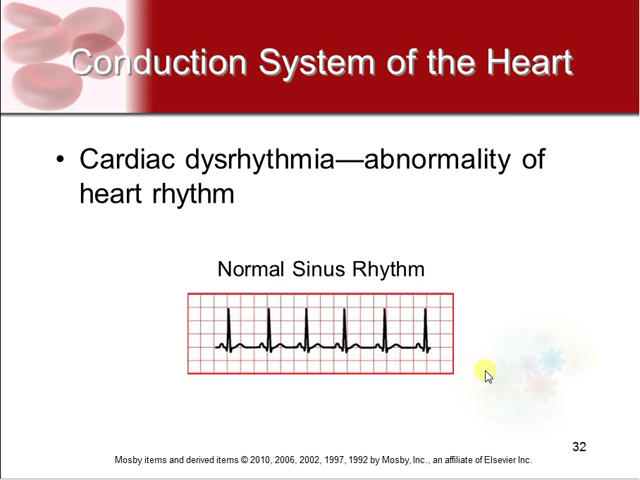 Conduction System of the Heart
• Cardiac dysrhythmia—abnormality of
heart rhythm
Normal Sinus Rhythm
32
Mosby items and derived items © 2010, 2006, 2002, 1997, 1992 by Mosby, Inc., an affiliate of Elsevier Inc.